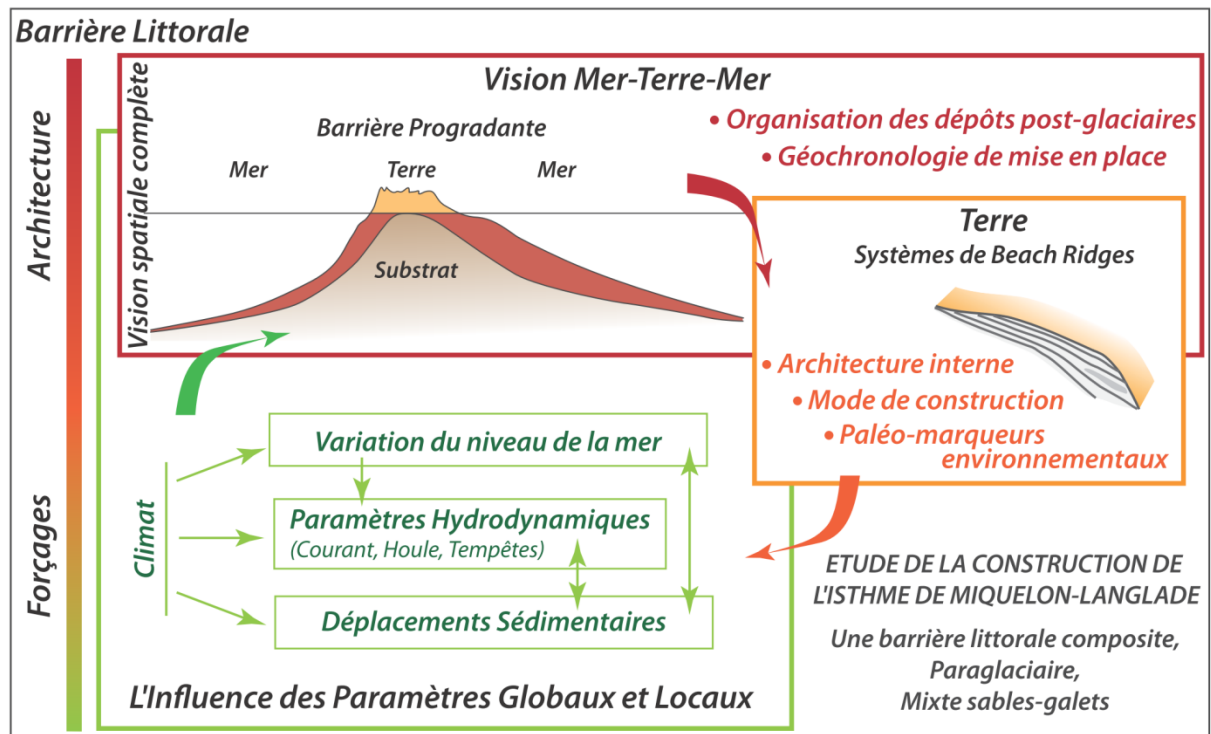 Barrière Littorale
Architecture
Forçages
Vision spatiale complète
Vision Mer-Terre-Mer
Barrière Progradante
Mer
Terre
Mer
Substrat
• Organisation des dépôts post-glaciaires
• Géochronologie de mise en place
Terre
Systèmes de Beach Ridges
• Architecture interne
• Mode de construction
• Paléo-marqueurs
environnementaux
Climat
Variation du niveau de la mer
Paramètres Hydrodynamiques
(Courant, Houle, Tempêtes)
Déplacements Sédimentaires
L'Influence des Paramètres Globaux et Locaux
ETUDE DE LA CONSTRUCTION DE
L'ISTHME DE MIQUELON-LANGLADE
Une barrière littorale composite,
Paraglaciaire,
Mixte sables-galets